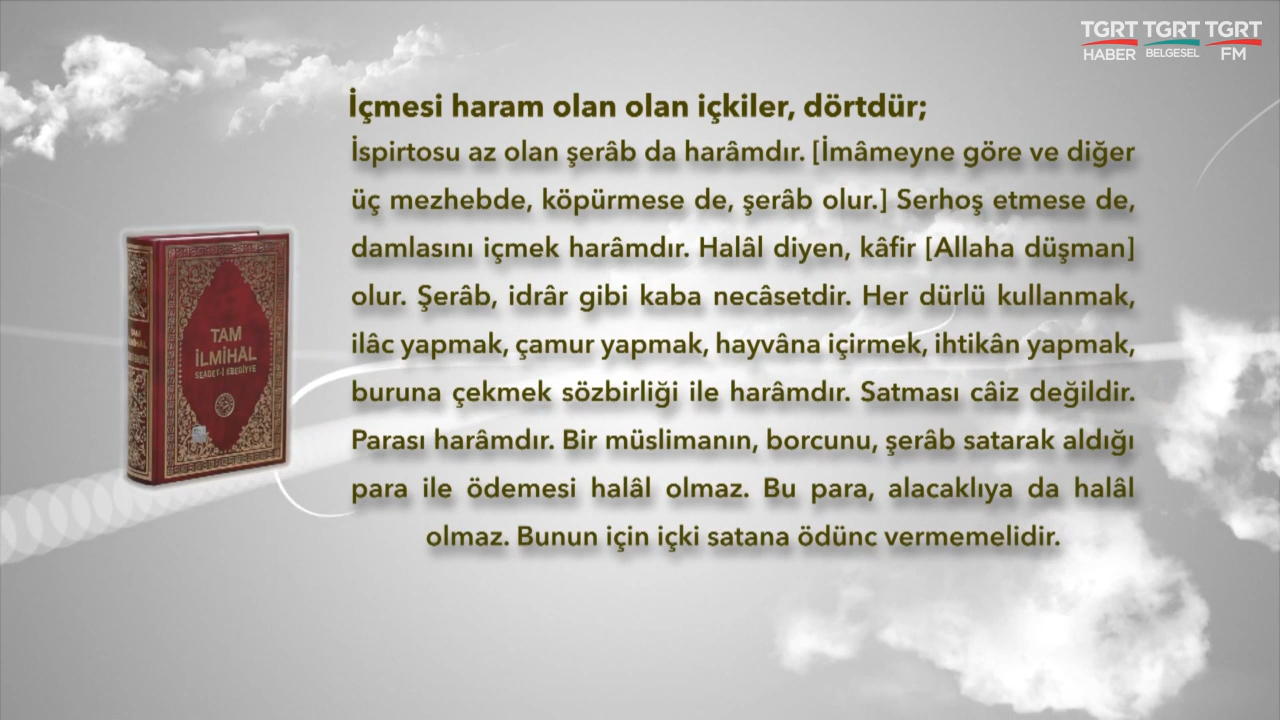 TGRT TGRT TGRT
HABER BELGESEL FM
İçmesi haram olan olan içkiler, dörtdür;
İspirtosu az olan şerâb da harâmdır. [İmâmeyne göre ve diğer
üç mezhebde, köpürmese de, şerâb olur.] Serhoş etmese de,
damlasını içmek harâmdır. Halâl diyen, kâfir [Allaha düşman]
olur. Şerâb, idrâr gibi kaba necâsetdir. Her dürlü kullanmak,
ilâc yapmak, çamur yapmak, hayvâna içirmek, ihtikân yapmak,
buruna çekmek sözbirliği ile harâmdır. Satması câiz değildir.
Parası harâmdır. Bir müslimanın, borcunu, şerâb satarak aldığı
para ile ödemesi halâl olmaz. Bu para, alacaklıya da halâl
olmaz. Bunun için içki satana ödünc vermemelidir.
TAM
İLMİHÂL
SEADET-İ EBEDİYYE